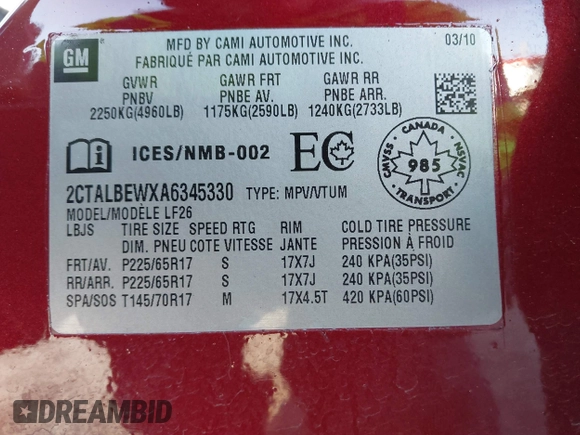 GM
MFD BY CAMI AUTOMOTIVE INC. 03/10
FABRIQUÉ PAR CAMI AUTOMOTIVE INC.
GVWR GAWR FRT GAWR RR
PNBV PNBE AV. PNBE ARR.
2250KG(4960LB) 1175KG(2590LB) 1240KG(2733LB)
ICES/NMB-002 EC
CANADA
CMVSS 985 NSVAC
TRANSPORT
2CTALBEWXA6345330 TYPE: MPV/VTUM
MODEL/MODÈLE LF26
LBJS TIRE SIZE SPEED RTG RIM COLD TIRE PRESSURE
DIM. PNEU COTE VITESSE JANTE PRESSION À FROID
FRT/AV. P225/65R17 S 17X7J 240 KPA(35PSI)
RR/ARR. P225/65R17 S 17X7J 240 KPA(35PSI)
SPA/SOS T145/70R17 M 17X4.5T 420 KPA(60PSI)
DREAMBID